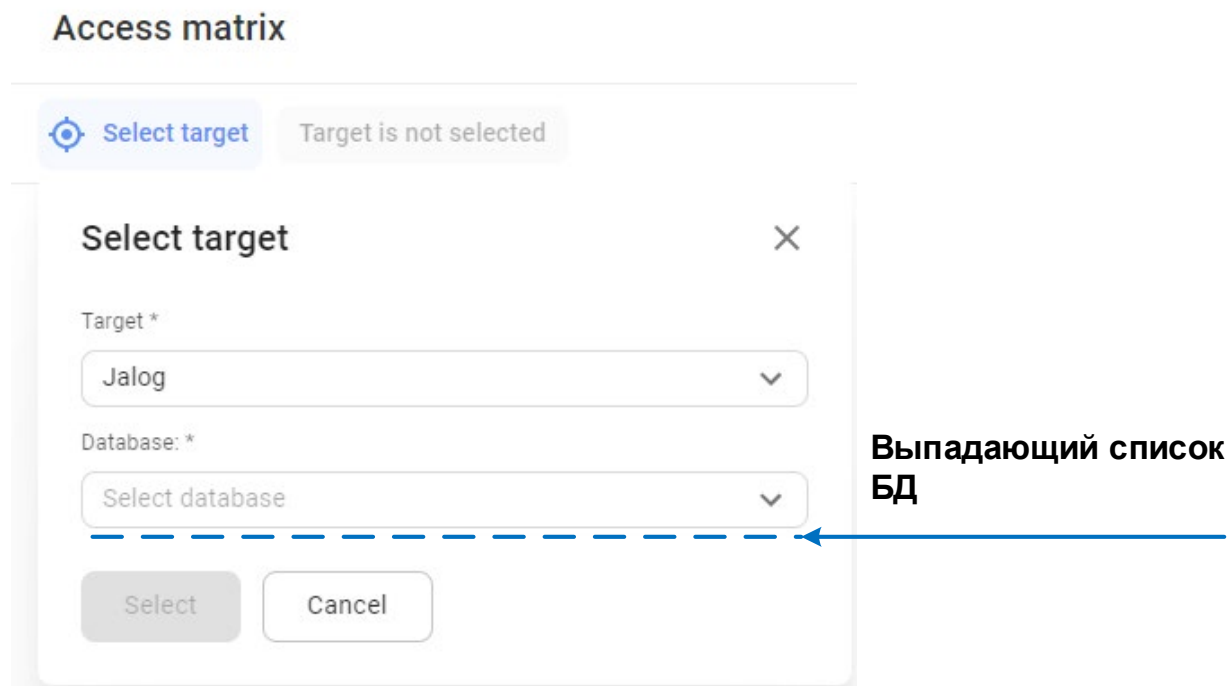 Access matrix
Select target
Target is not selected
Select target
Target *
Jalog
Database: *
Select database
Выпадающий список
БД
Select
Cancel